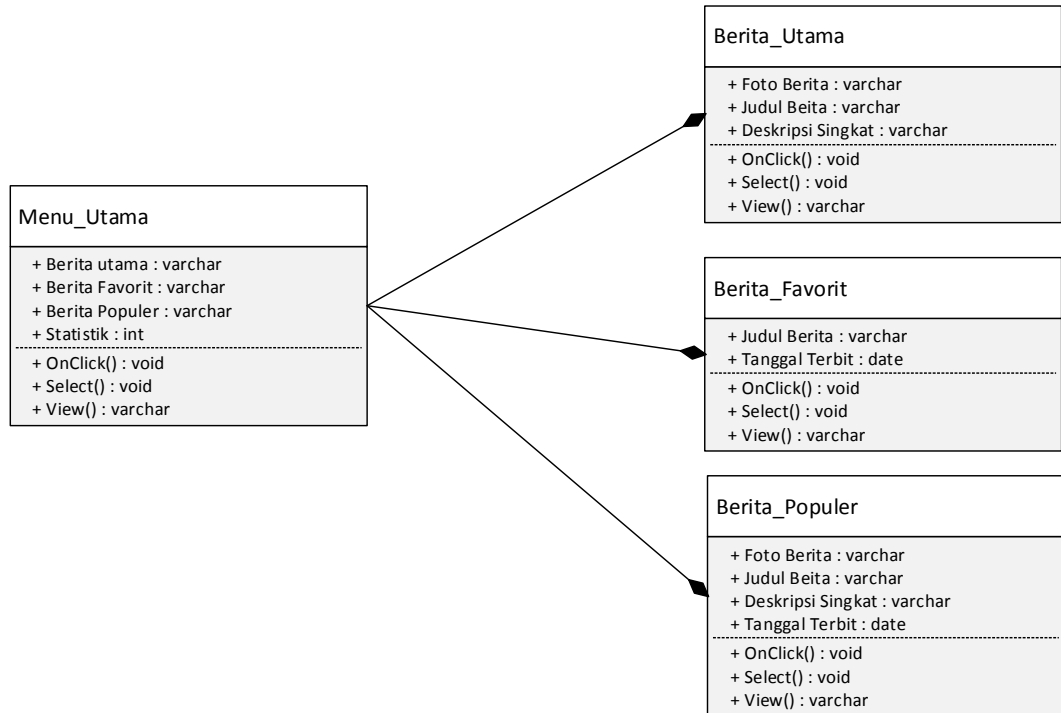 Berita_Utama
+ Foto Berita : varchar
+ Judul Beita : varchar
+ Deskripsi Singkat : varchar
+ OnClick() : void
+ Select() : void
+ View() : varchar
Menu_Utama
+ Berita utama : varchar
+ Berita Favorit : varchar
+ Berita Populer : varchar
+ Statistik : int
+ OnClick() : void
+ Select() : void
+ View() : varchar
Berita_Favorit
+ Judul Berita : varchar
+ Tanggal Terbit : date
+ OnClick() : void
+ Select() : void
+ View() : varchar
Berita_Populer
+ Foto Berita : varchar
+ Judul Beita : varchar
+ Deskripsi Singkat : varchar
+ Tanggal Terbit : date
+ OnClick() : void
+ Select() : void
+ View() : varchar